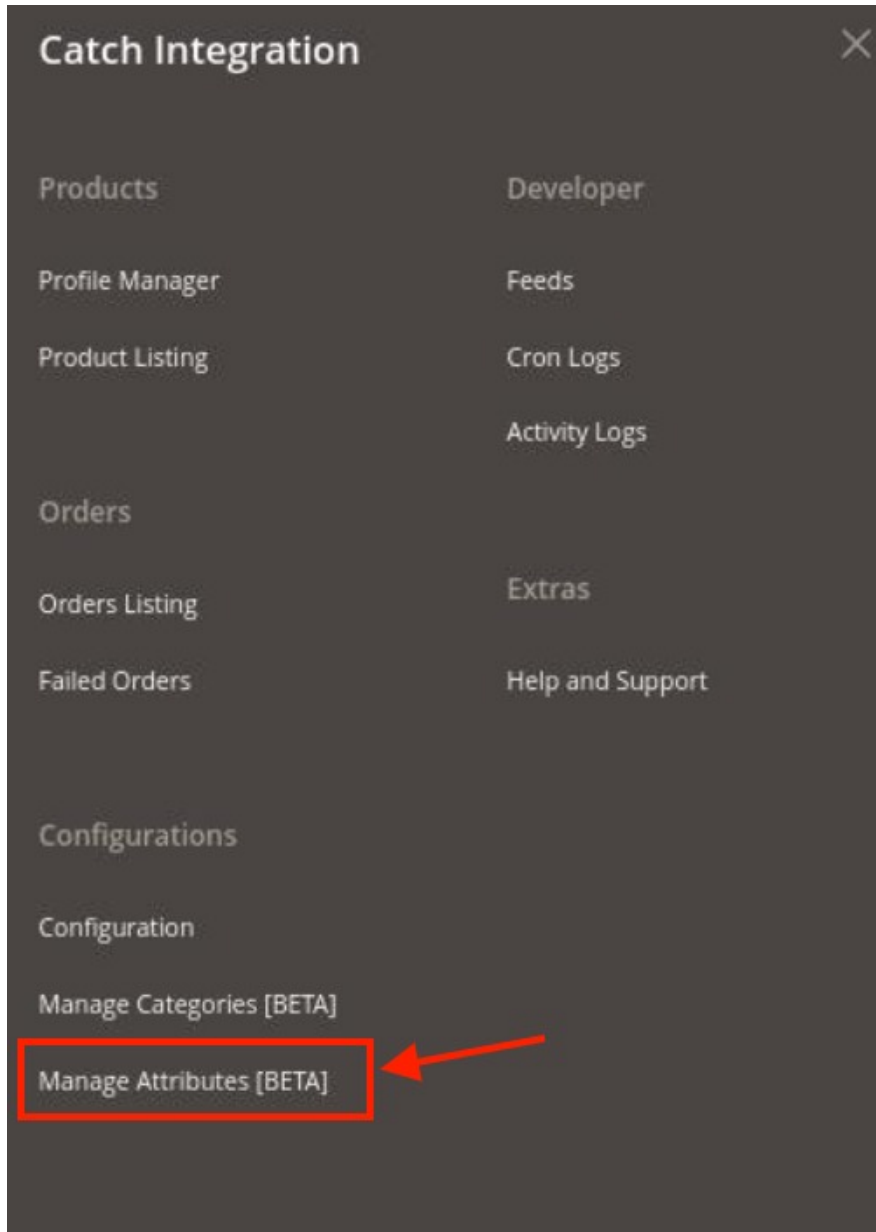 Catch Integration
Products
Profile Manager
Product Listing
Orders
Orders Listing
Failed Orders
Configurations
Configuration
Manage Categories [BETA]
Manage Attributes [BETA]
Developer
Feeds
Cron Logs
Activity Logs
Extras
Help and Support